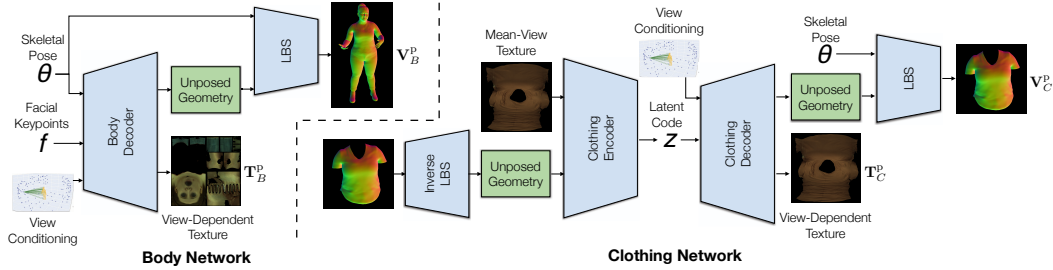 Skeletal
Pose
θ
Facial
Keypoints
f
View
Conditioning
Body
Decoder
Unposed
Geometry
LBS
V_B^p
T_B^p
View-Dependent
Texture
Body Network
Mean-View
Texture
Inverse
LBS
Unposed
Geometry
Clothing
Encoder
View
Conditioning
Latent
Code
z
Clothing
Decoder
Skeletal
Pose
θ
Unposed
Geometry
LBS
V_C^p
T_C^p
View-Dependent
Texture
Clothing Network